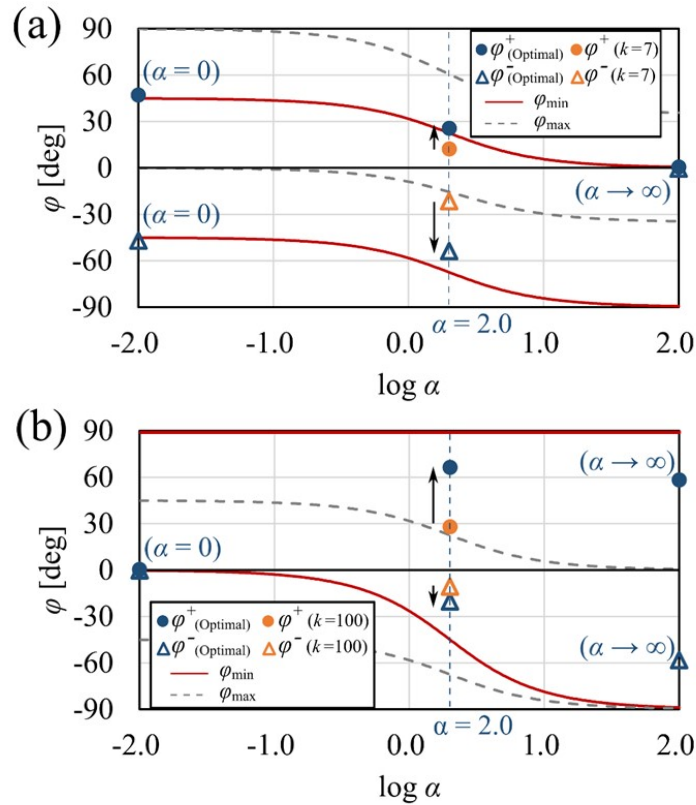 (a)
90
60
30
0
-30
-60
-90
φ [deg]
(α = 0)
(α = 0)
φ⁺(Optimal) φ⁺ (k=7)
φ⁻(Optimal) φ⁻ (k=7)
φmin
φmax
(α → ∞)
α = 2.0
-2.0 -1.0 0.0 1.0 2.0
log α
(b)
90
60
30
0
-30
-60
-90
φ [deg]
(α → ∞)
(α = 0)
φ⁺(Optimal) φ⁺ (k=100)
φ⁻(Optimal) φ⁻ (k=100)
φmin
φmax
(α → ∞)
α = 2.0
-2.0 -1.0 0.0 1.0 2.0
log α